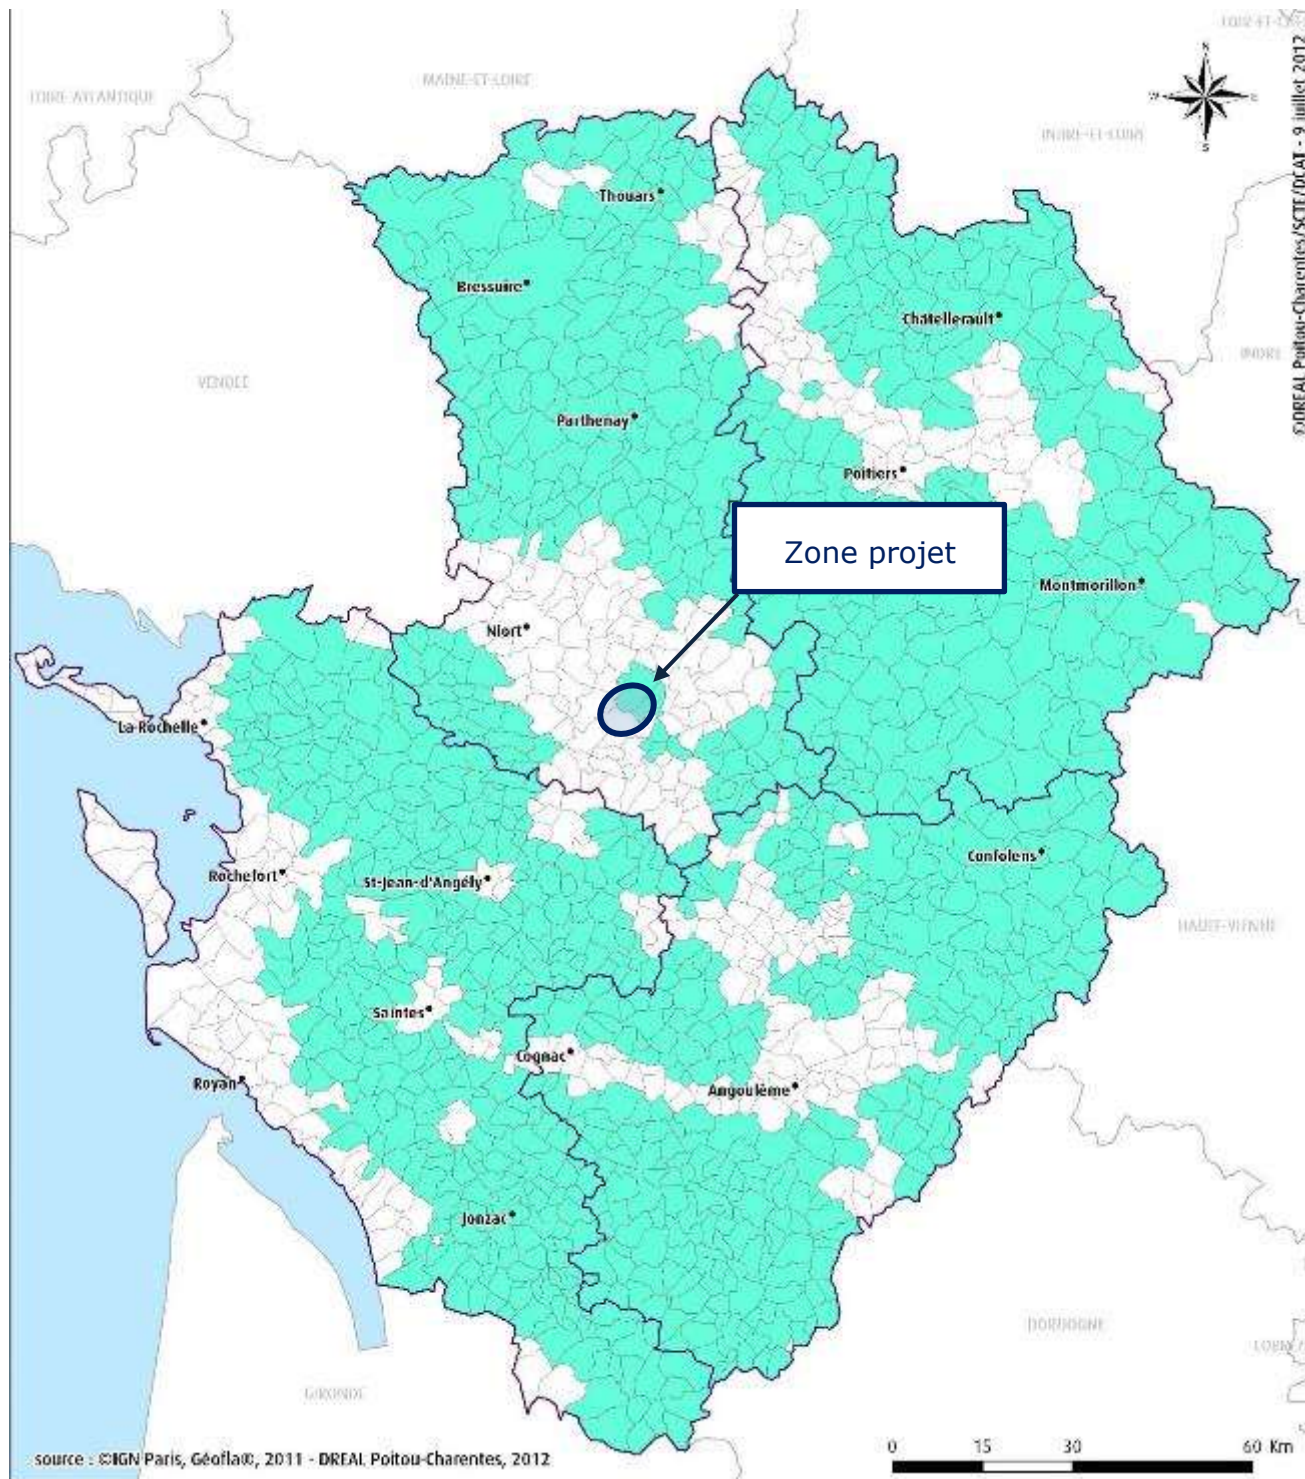 LOIRE-ATLANTIQUE
MAINE-ET-LOIRE
INDRE-ET-LOIRE
N
W
E
S
©DREAL Poitou-Charentes/SCTE/DCAT - 9 juillet 2012
Thouars
Bressuire
Châtellerault
INDRE
VENDEE
Parthenay
Poitiers
Zone projet
Montmorillon
Niort
La Rochelle
Confolens
Rochefort
St-Jean-d'Angély
HAUTE-VIENNE
Saintes
Cognac
Royan
Angoulême
Jonzac
DORDOGNE
GIRONDE
source : ©IGN Paris, Géofla®, 2011 - DREAL Poitou-Charentes, 2012
0 15 30 60 Km